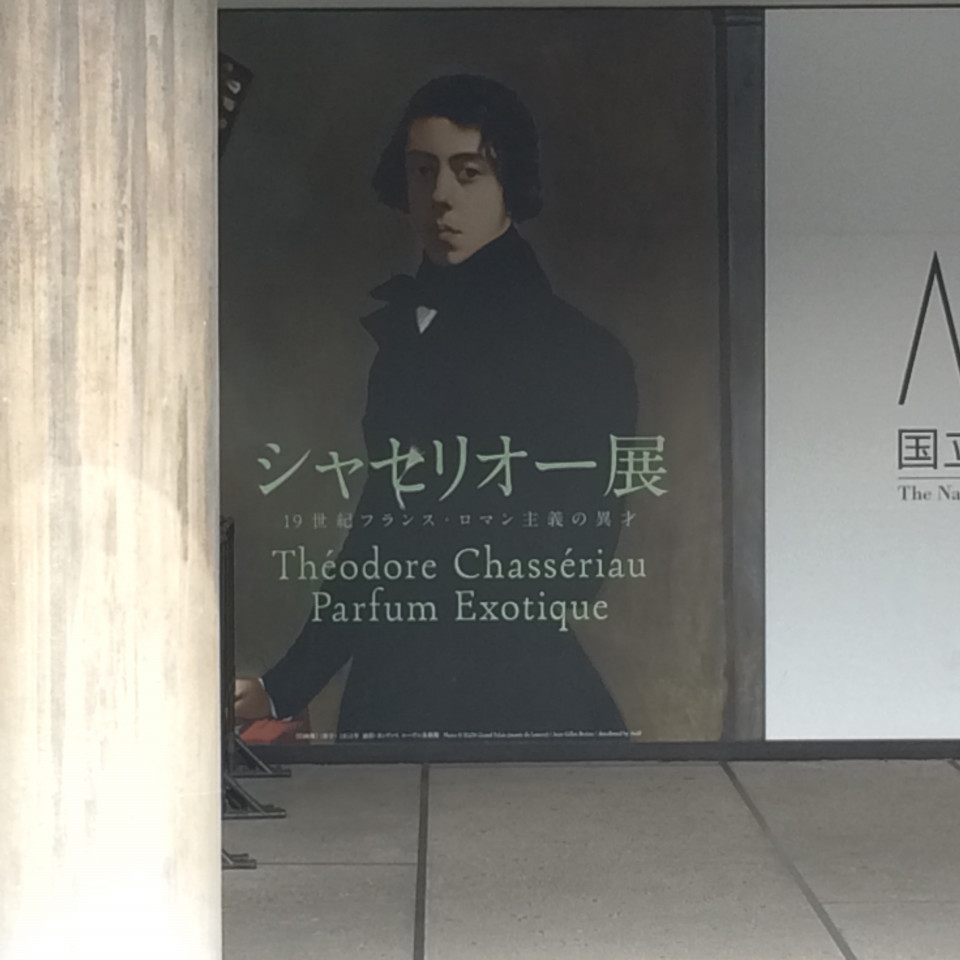 シャセリオー展
19世紀フランス・ロマン主義の異才
Théodore Chassériau
Parfum Exotique
国立
The Na